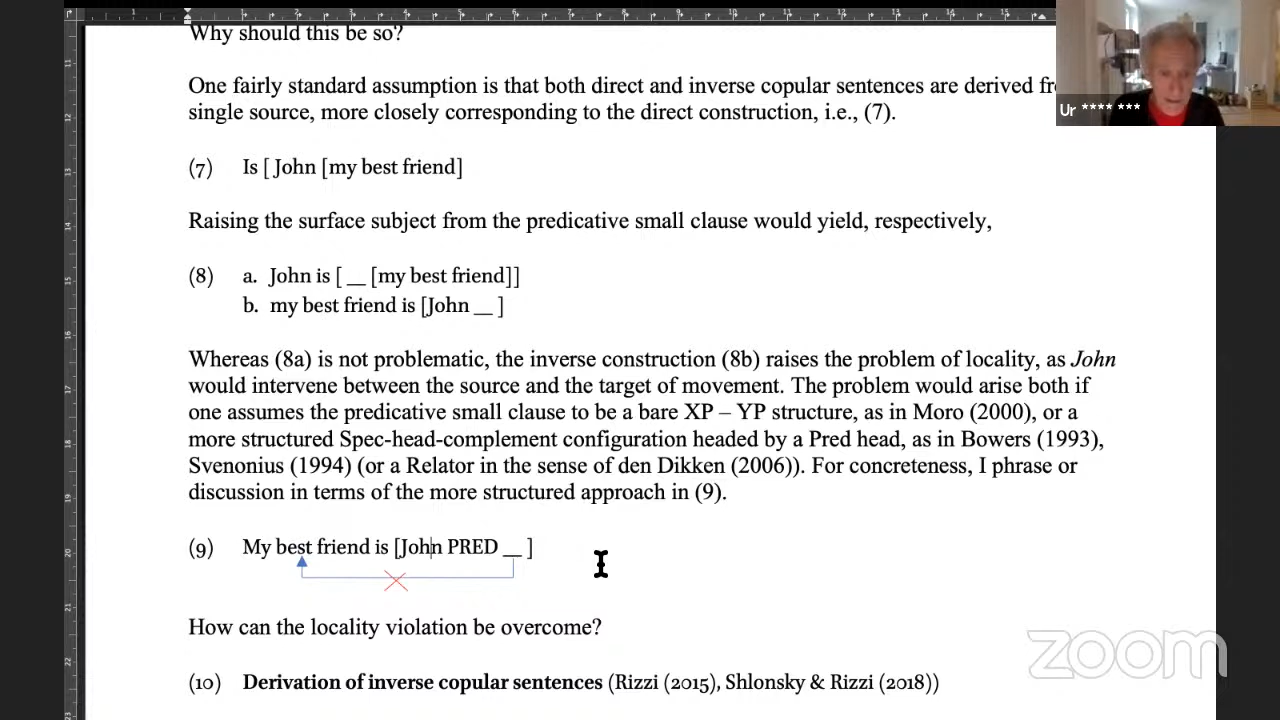 Why should this be so?
One fairly standard assumption is that both direct and inverse copular sentences are derived
single source, more closely corresponding to the direct construction, i.e., (7).
(7) Is [ John [my best friend]
Raising the surface subject from the predicative small clause would yield, respectively,
(8) a. John is [ __ [my best friend]]
b. my best friend is [John __ ]
Whereas (8a) is not problematic, the inverse construction (8b) raises the problem of locality, as John
would intervene between the source and the target of movement. The problem would arise both if
one assumes the predicative small clause to be a bare XP – YP structure, as in Moro (2000), or a
more structured Spec-head-complement configuration headed by a Pred head, as in Bowers (1993),
Svenonius (1994) (or a Relator in the sense of den Dikken (2006)). For concreteness, I phrase or
discussion in terms of the more structured approach in (9).
(9) My best friend is [John PRED __ ]
How can the locality violation be overcome?
(10) Derivation of inverse copular sentences (Rizzi (2015), Shlonsky & Rizzi (2018))
Ur **** ***
zoom